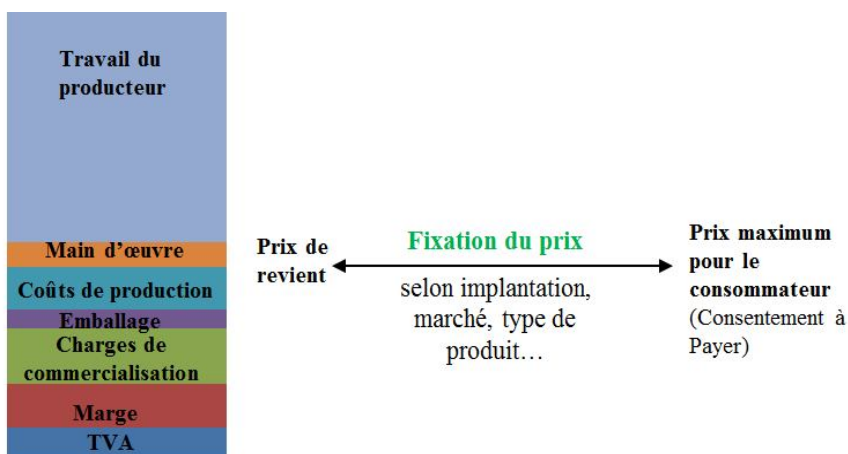 Travail du
producteur
Main d'œuvre
Coûts de production
Emballage
Charges de
commercialisation
Marge
TVA
Prix de
revient
Fixation du prix
selon implantation,
marché, type de
produit…
Prix maximum
pour le
consommateur
(Consentement à
Payer)